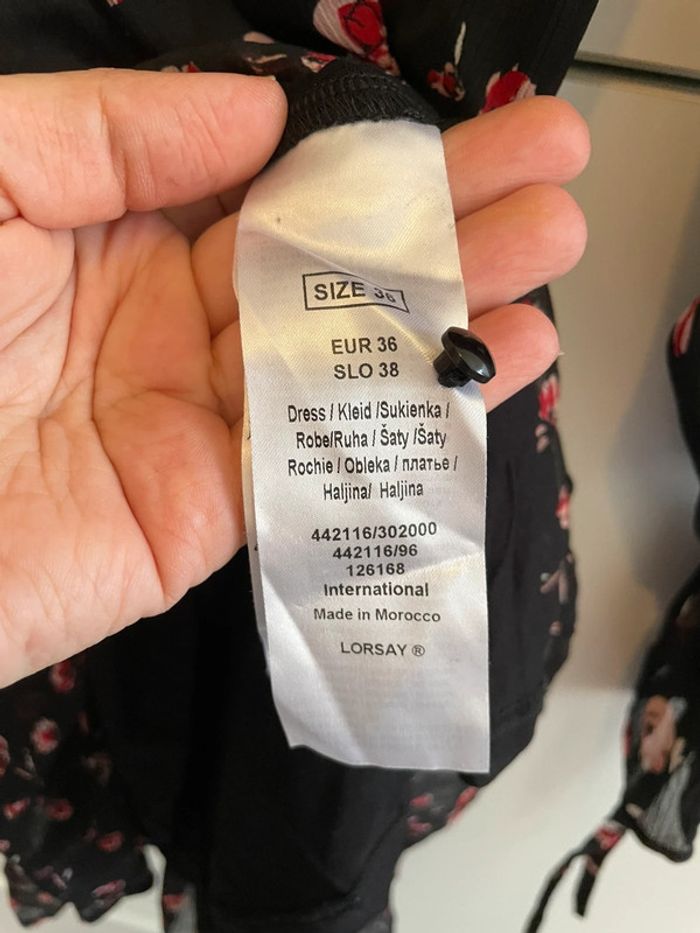 SIZE 36
EUR 36
SLO 38
Dress / Kleid /Sukienka /
Robe/Ruha / Šaty /Šaty
Rochie / Obleka / платье /
Haljina/ Haljina
442116/302000
442116/96
126168
International
Made in Morocco
LORSAY ®